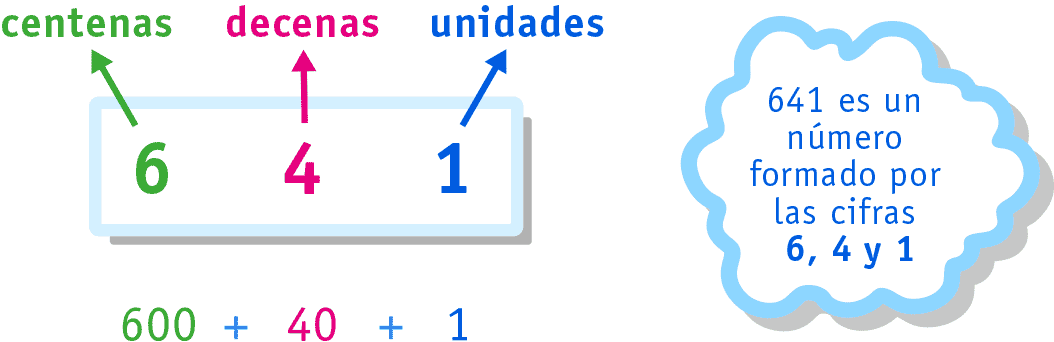 centenas decenas unidades
6 4 1
600 + 40 + 1
641 es un
número
formado por
las cifras
6, 4 y 1